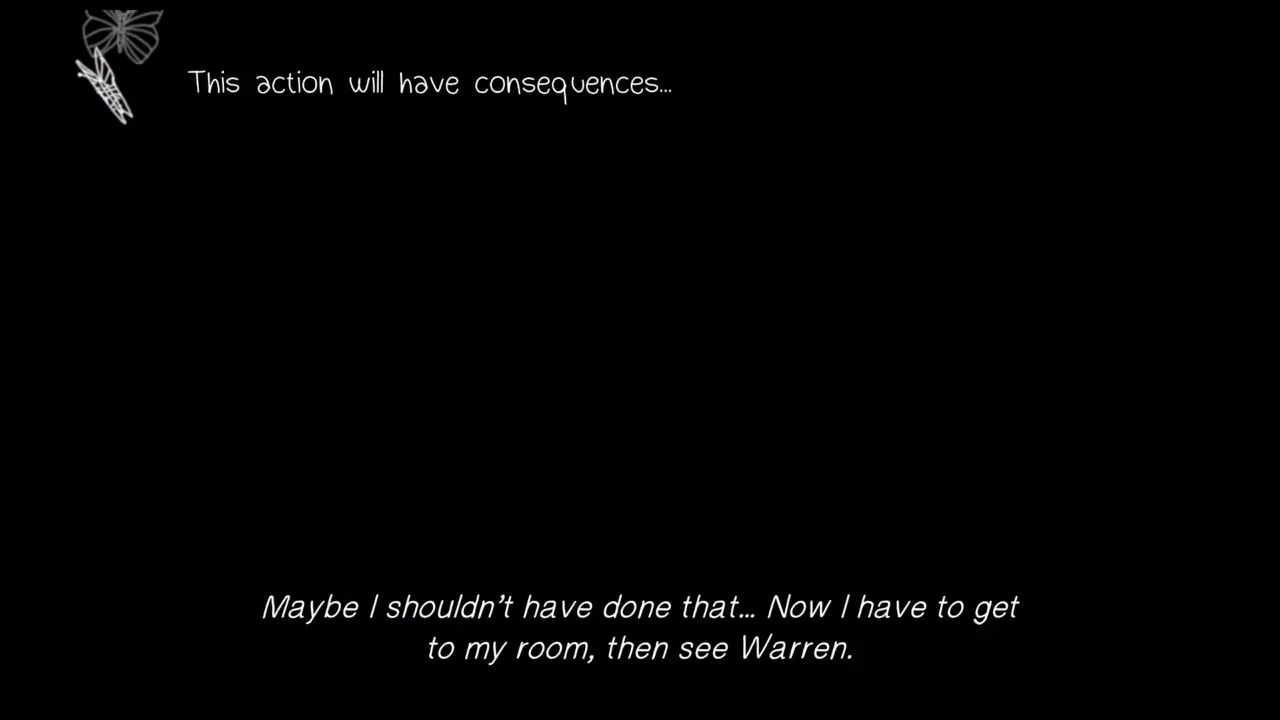 This action will have consequences...
Maybe I shouldn't have done that... Now I have to get
to my room, then see Warren.